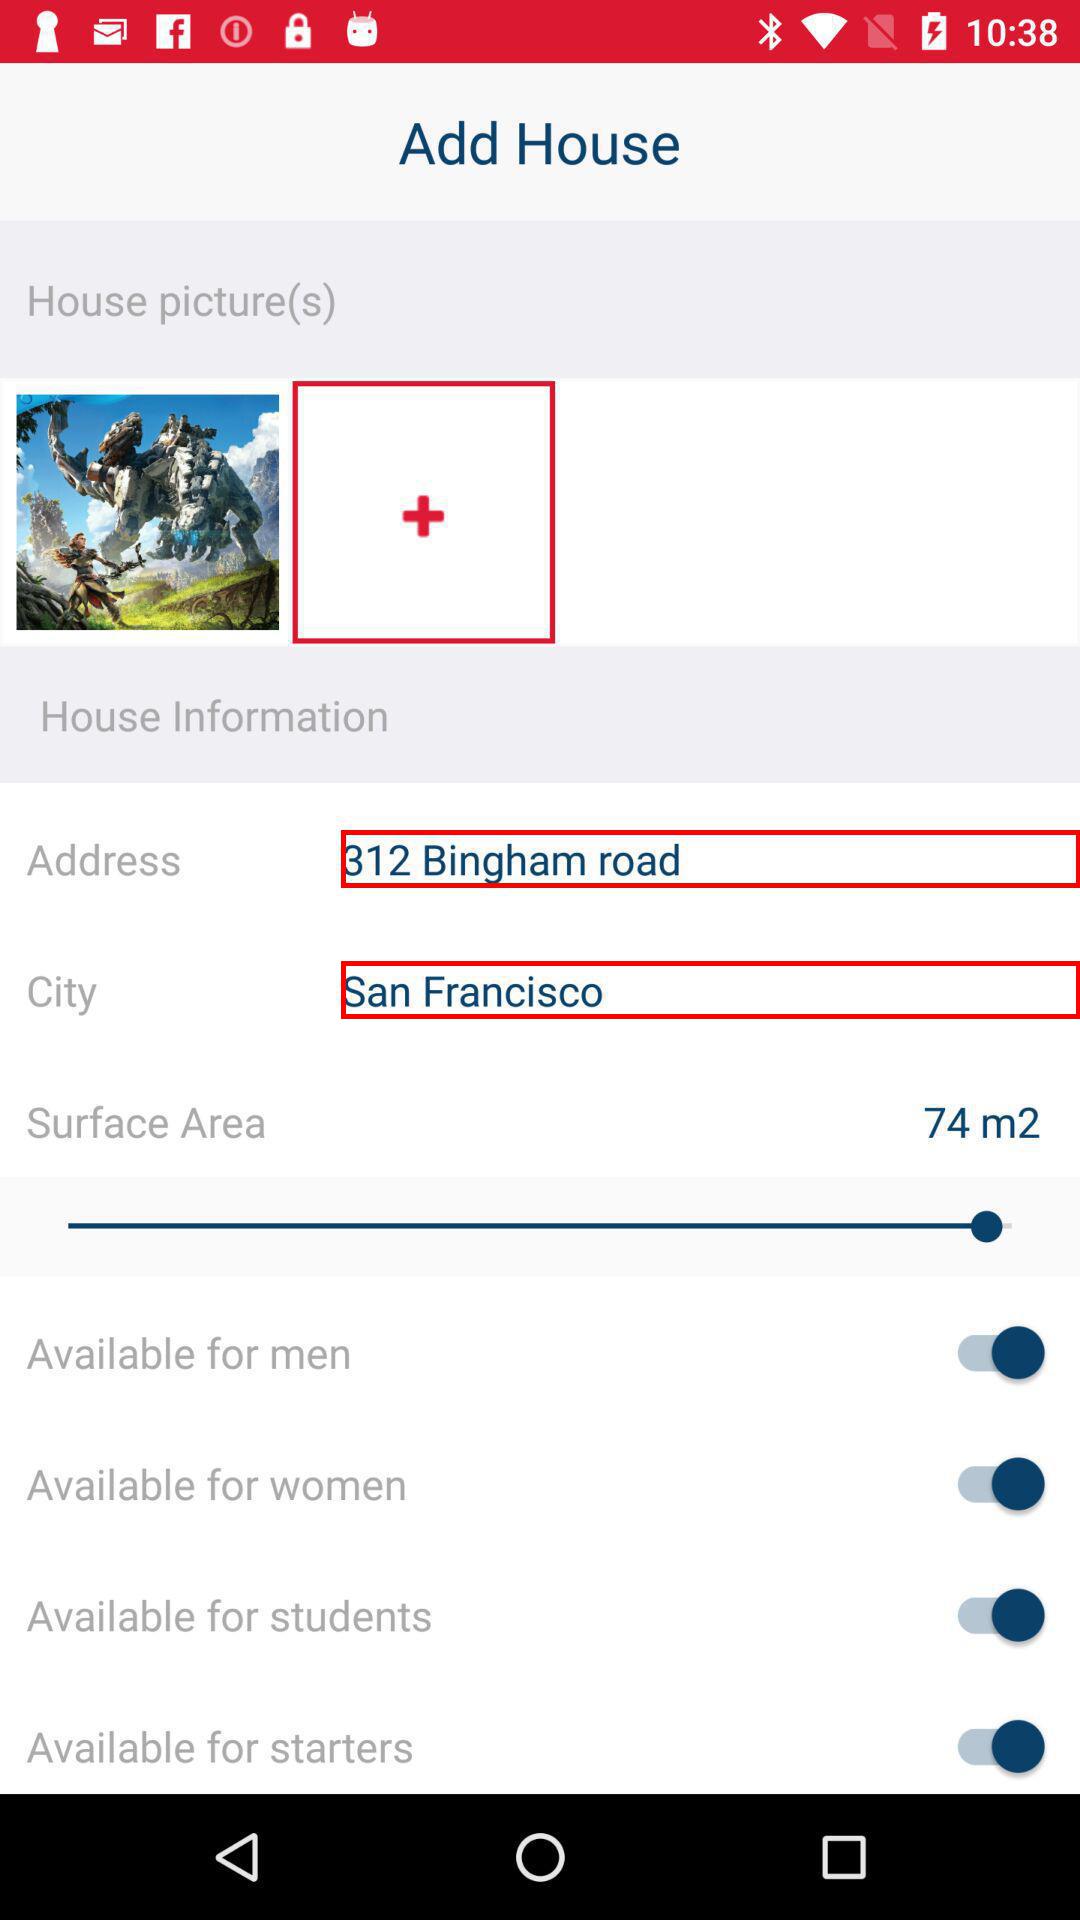 10:38
Add House
House picture(s)
House Information
Address 312 Bingham road
City San Francisco
Surface Area 74 m2
Available for men
Available for women
Available for students
Available for starters